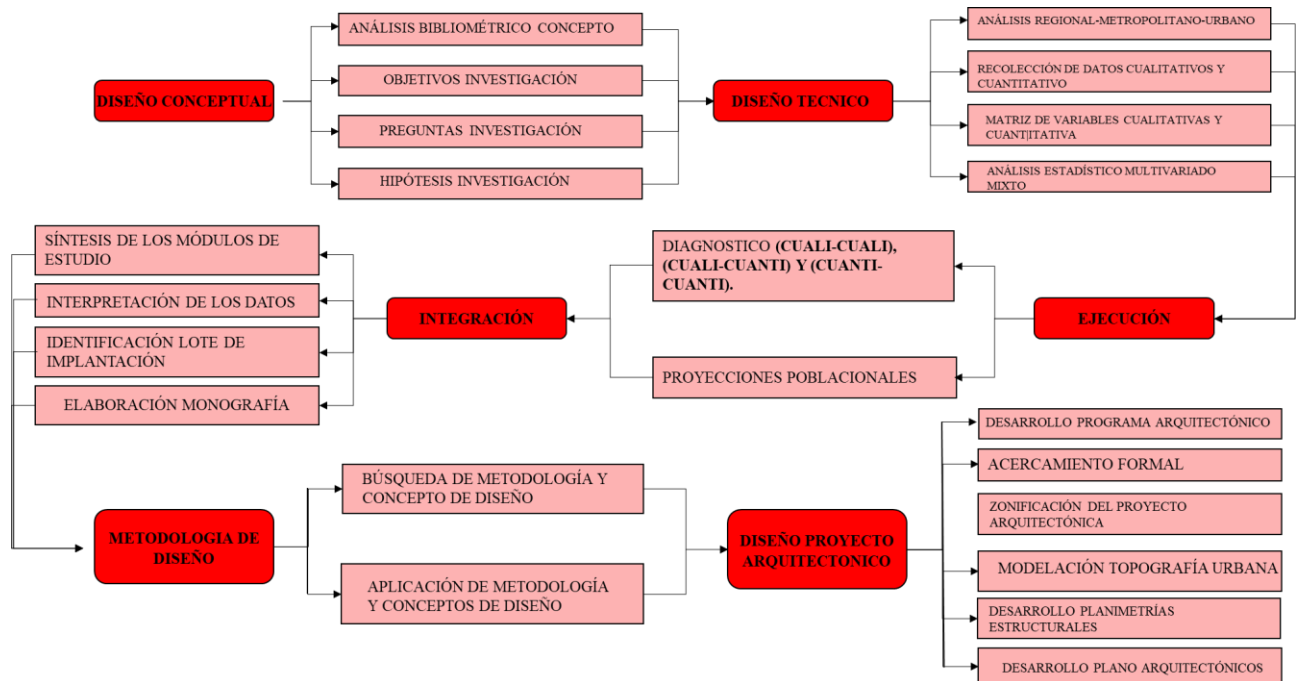 DISEÑO CONCEPTUAL
ANÁLISIS BIBLIOMÉTRICO CONCEPTO
OBJETIVOS INVESTIGACIÓN
PREGUNTAS INVESTIGACIÓN
HIPÓTESIS INVESTIGACIÓN
DISEÑO TECNICO
ANÁLISIS REGIONAL-METROPOLITANO-URBANO
RECOLECCIÓN DE DATOS CUALITATIVOS Y
CUANTITATIVO
MATRIZ DE VARIABLES CUALITATIVAS Y
CUANT|ITATIVA
ANÁLISIS ESTADÍSTICO MULTIVARIADO
MIXTO
EJECUCIÓN
DIAGNOSTICO (CUALI-CUALI),
(CUALI-CUANTI) Y (CUANTI-
CUANTI).
PROYECCIONES POBLACIONALES
INTEGRACIÓN
SÍNTESIS DE LOS MÓDULOS DE
ESTUDIO
INTERPRETACIÓN DE LOS DATOS
IDENTIFICACIÓN LOTE DE
IMPLANTACIÓN
ELABORACIÓN MONOGRAFÍA
METODOLOGIA DE
DISEÑO
BÚSQUEDA DE METODOLOGÍA Y
CONCEPTO DE DISEÑO
APLICACIÓN DE METODOLOGÍA
Y CONCEPTOS DE DISEÑO
DISEÑO PROYECTO
ARQUITECTONICO
DESARROLLO PROGRAMA ARQUITECTÓNICO
ACERCAMIENTO FORMAL
ZONIFICACIÓN DEL PROYECTO
ARQUITECTÓNICA
MODELACIÓN TOPOGRAFÍA URBANA
DESARROLLO PLANIMETRÍAS
ESTRUCTURALES
DESARROLLO PLANO ARQUITECTÓNICOS